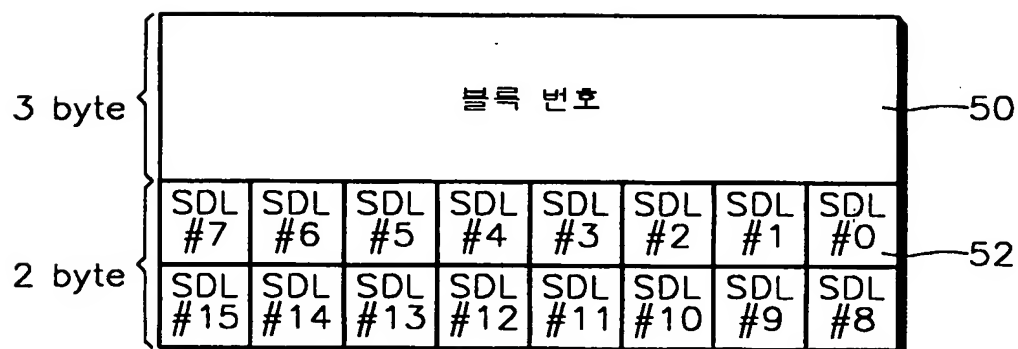 3 byte
블록 번호
50
SDL #7 SDL #6 SDL #5 SDL #4 SDL #3 SDL #2 SDL #1 SDL #0
52
2 byte
SDL #15 SDL #14 SDL #13 SDL #12 SDL #11 SDL #10 SDL #9 SDL #8